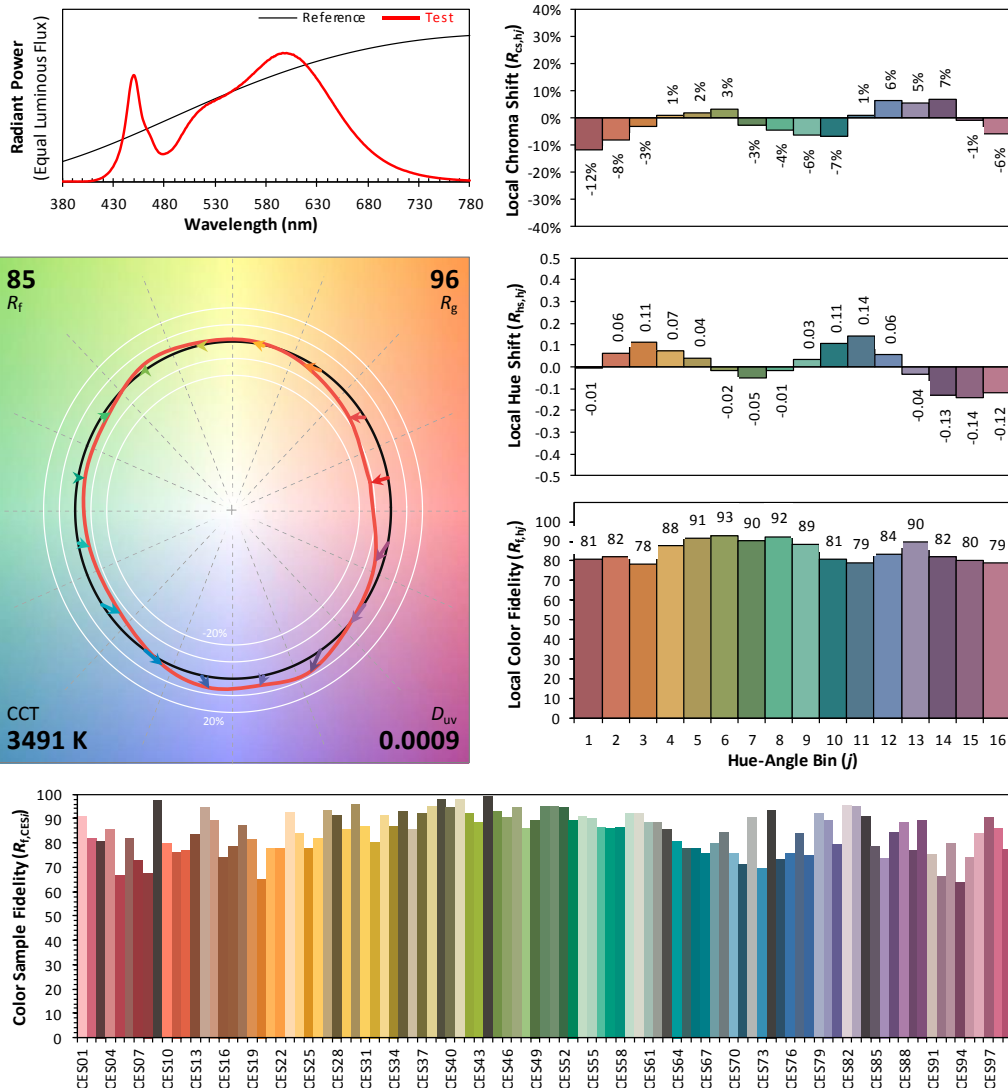 Reference Test
Radiant Power
(Equal Luminous Flux)
380 430 480 530 580 630 680 730 780
Wavelength (nm)
Local Chroma Shift (Rcs,hj)
40%
30%
20%
10%
0%
-10%
-20%
-30%
-40%
-12% -8% -3% 1% 2% 3% -3% -4% -6% -7% 1% 6% 5% 7% -1% -6%
85
Rf
96
Rg
-20%
20%
CCT
3491 K
Duv
0.0009
Local Hue Shift (Rhs,hj)
0.5
0.4
0.3
0.2
0.1
0.0
-0.1
-0.2
-0.3
-0.4
-0.5
-0.01 0.06 0.11 0.07 0.04 -0.02 -0.05 -0.01 0.03 0.11 0.14 0.06 -0.04 -0.13 -0.14 -0.12
Local Color Fidelity (Rf,hj)
100
90
80
70
60
50
40
30
20
10
0
81 82 78 88 91 93 90 92 89 81 79 84 90 82 80 79
1 2 3 4 5 6 7 8 9 10 11 12 13 14 15 16
Hue-Angle Bin (j)
Color Sample Fidelity (Rf,CESi)
100
90
80
70
60
50
40
30
20
10
0
CES01 CES04 CES07 CES10 CES13 CES16 CES19 CES22 CES25 CES28 CES31 CES34 CES37 CES40 CES43 CES46 CES49 CES52 CES55 CES58 CES61 CES64 CES67 CES70 CES73 CES76 CES79 CES82 CES85 CES88 CES91 CES94 CES97